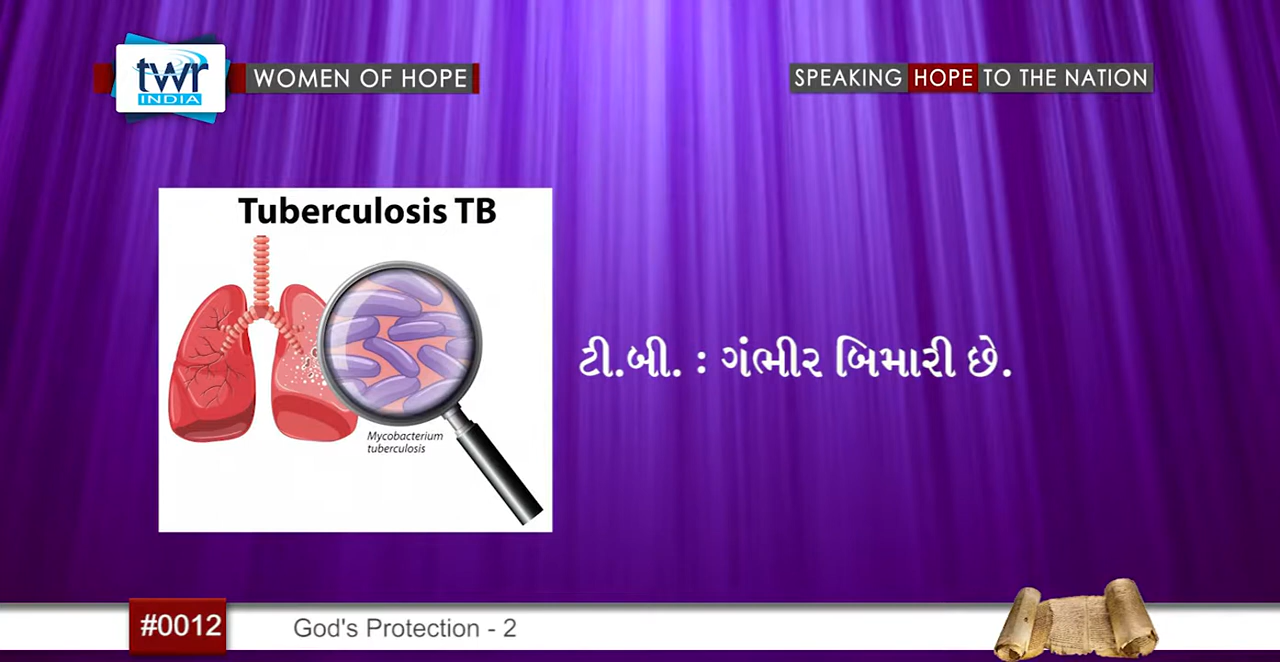 twr
INDIA
WOMEN OF HOPE
SPEAKING HOPE TO THE NATION
Tuberculosis TB
Mycobacterium
tuberculosis
ટી.બી. : ગંભીર બિમારી છે.
#0012
God's Protection - 2